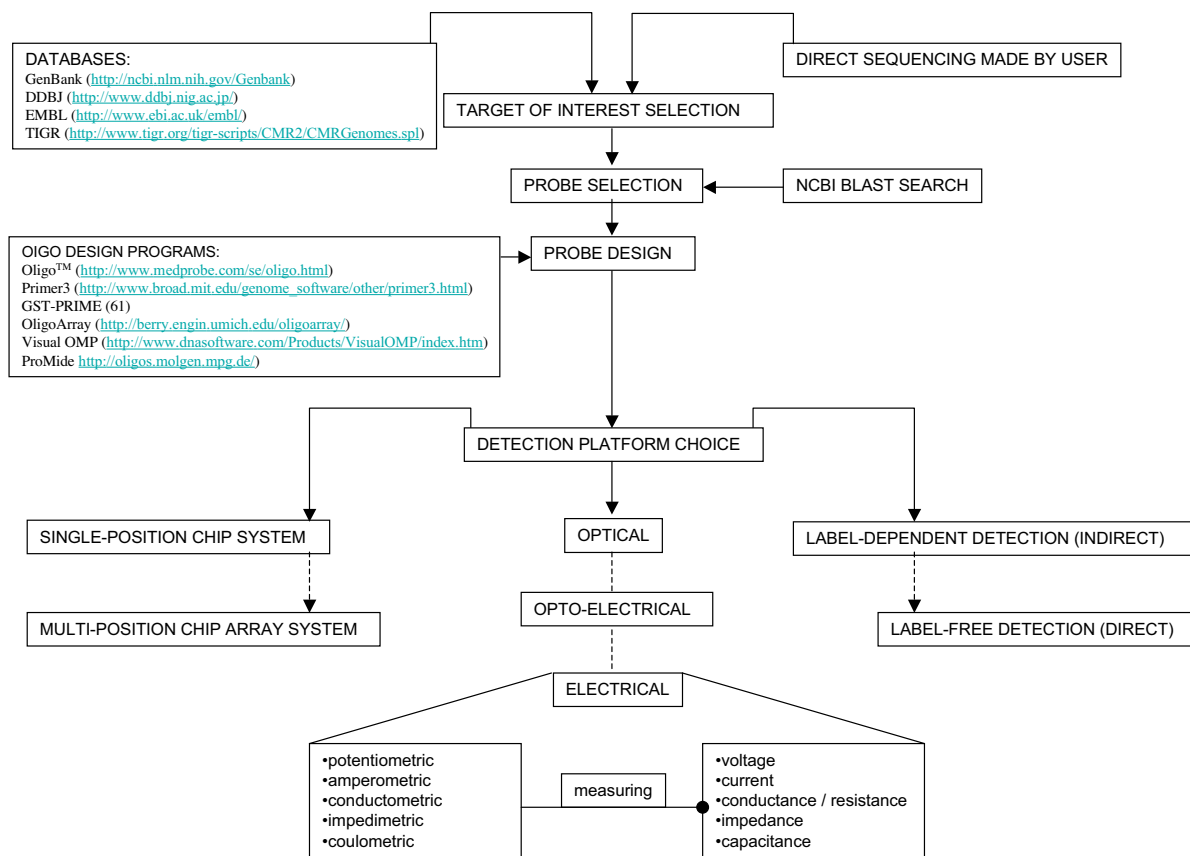 DATABASES:
GenBank (http://ncbi.nlm.nih.gov/Genbank)
DDBJ (http://www.ddbj.nig.ac.jp/)
EMBL (http://www.ebi.ac.uk/embl/)
TIGR (http://www.tigr.org/tigr-scripts/CMR2/CMRGenomes.spl)
DIRECT SEQUENCING MADE BY USER
TARGET OF INTEREST SELECTION
PROBE SELECTION
NCBI BLAST SEARCH
OIGO DESIGN PROGRAMS:
Oligo™ (http://www.medprobe.com/se/oligo.html)
Primer3 (http://www.broad.mit.edu/genome_software/other/primer3.html)
GST-PRIME (61)
OligoArray (http://berry.engin.umich.edu/oligoarray/)
Visual OMP (http://www.dnasoftware.com/Products/VisualOMP/index.htm)
ProMide http://oligos.molgen.mpg.de/)
PROBE DESIGN
DETECTION PLATFORM CHOICE
SINGLE-POSITION CHIP SYSTEM
OPTICAL
LABEL-DEPENDENT DETECTION (INDIRECT)
MULTI-POSITION CHIP ARRAY SYSTEM
OPTO-ELECTRICAL
LABEL-FREE DETECTION (DIRECT)
ELECTRICAL
•potentiometric
•amperometric
•conductometric
•impedimetric
•coulometric
measuring
•voltage
•current
•conductance / resistance
•impedance
•capacitance